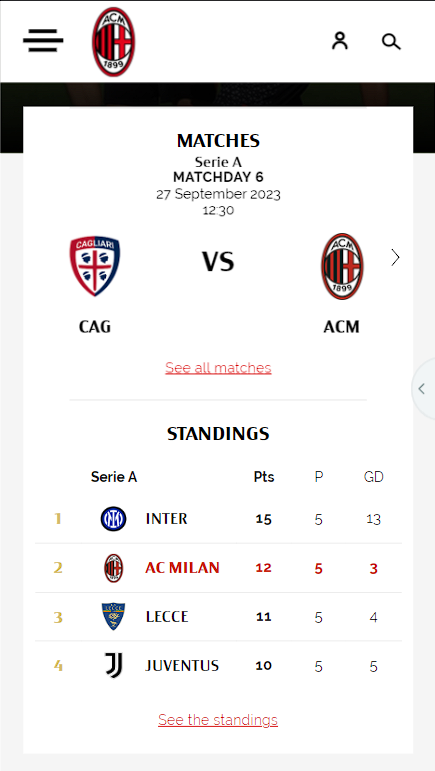 ACM
1899
MATCHES
Serie A
MATCHDAY 6
27 September 2023
12:30
CAGLIARI
VS
ACM
1899
CAG
ACM
See all matches
STANDINGS
Serie A Pts P GD
1 INTER 15 5 13
2 AC MILAN 12 5 3
3 LECCE 11 5 4
4 JUVENTUS 10 5 5
See the standings